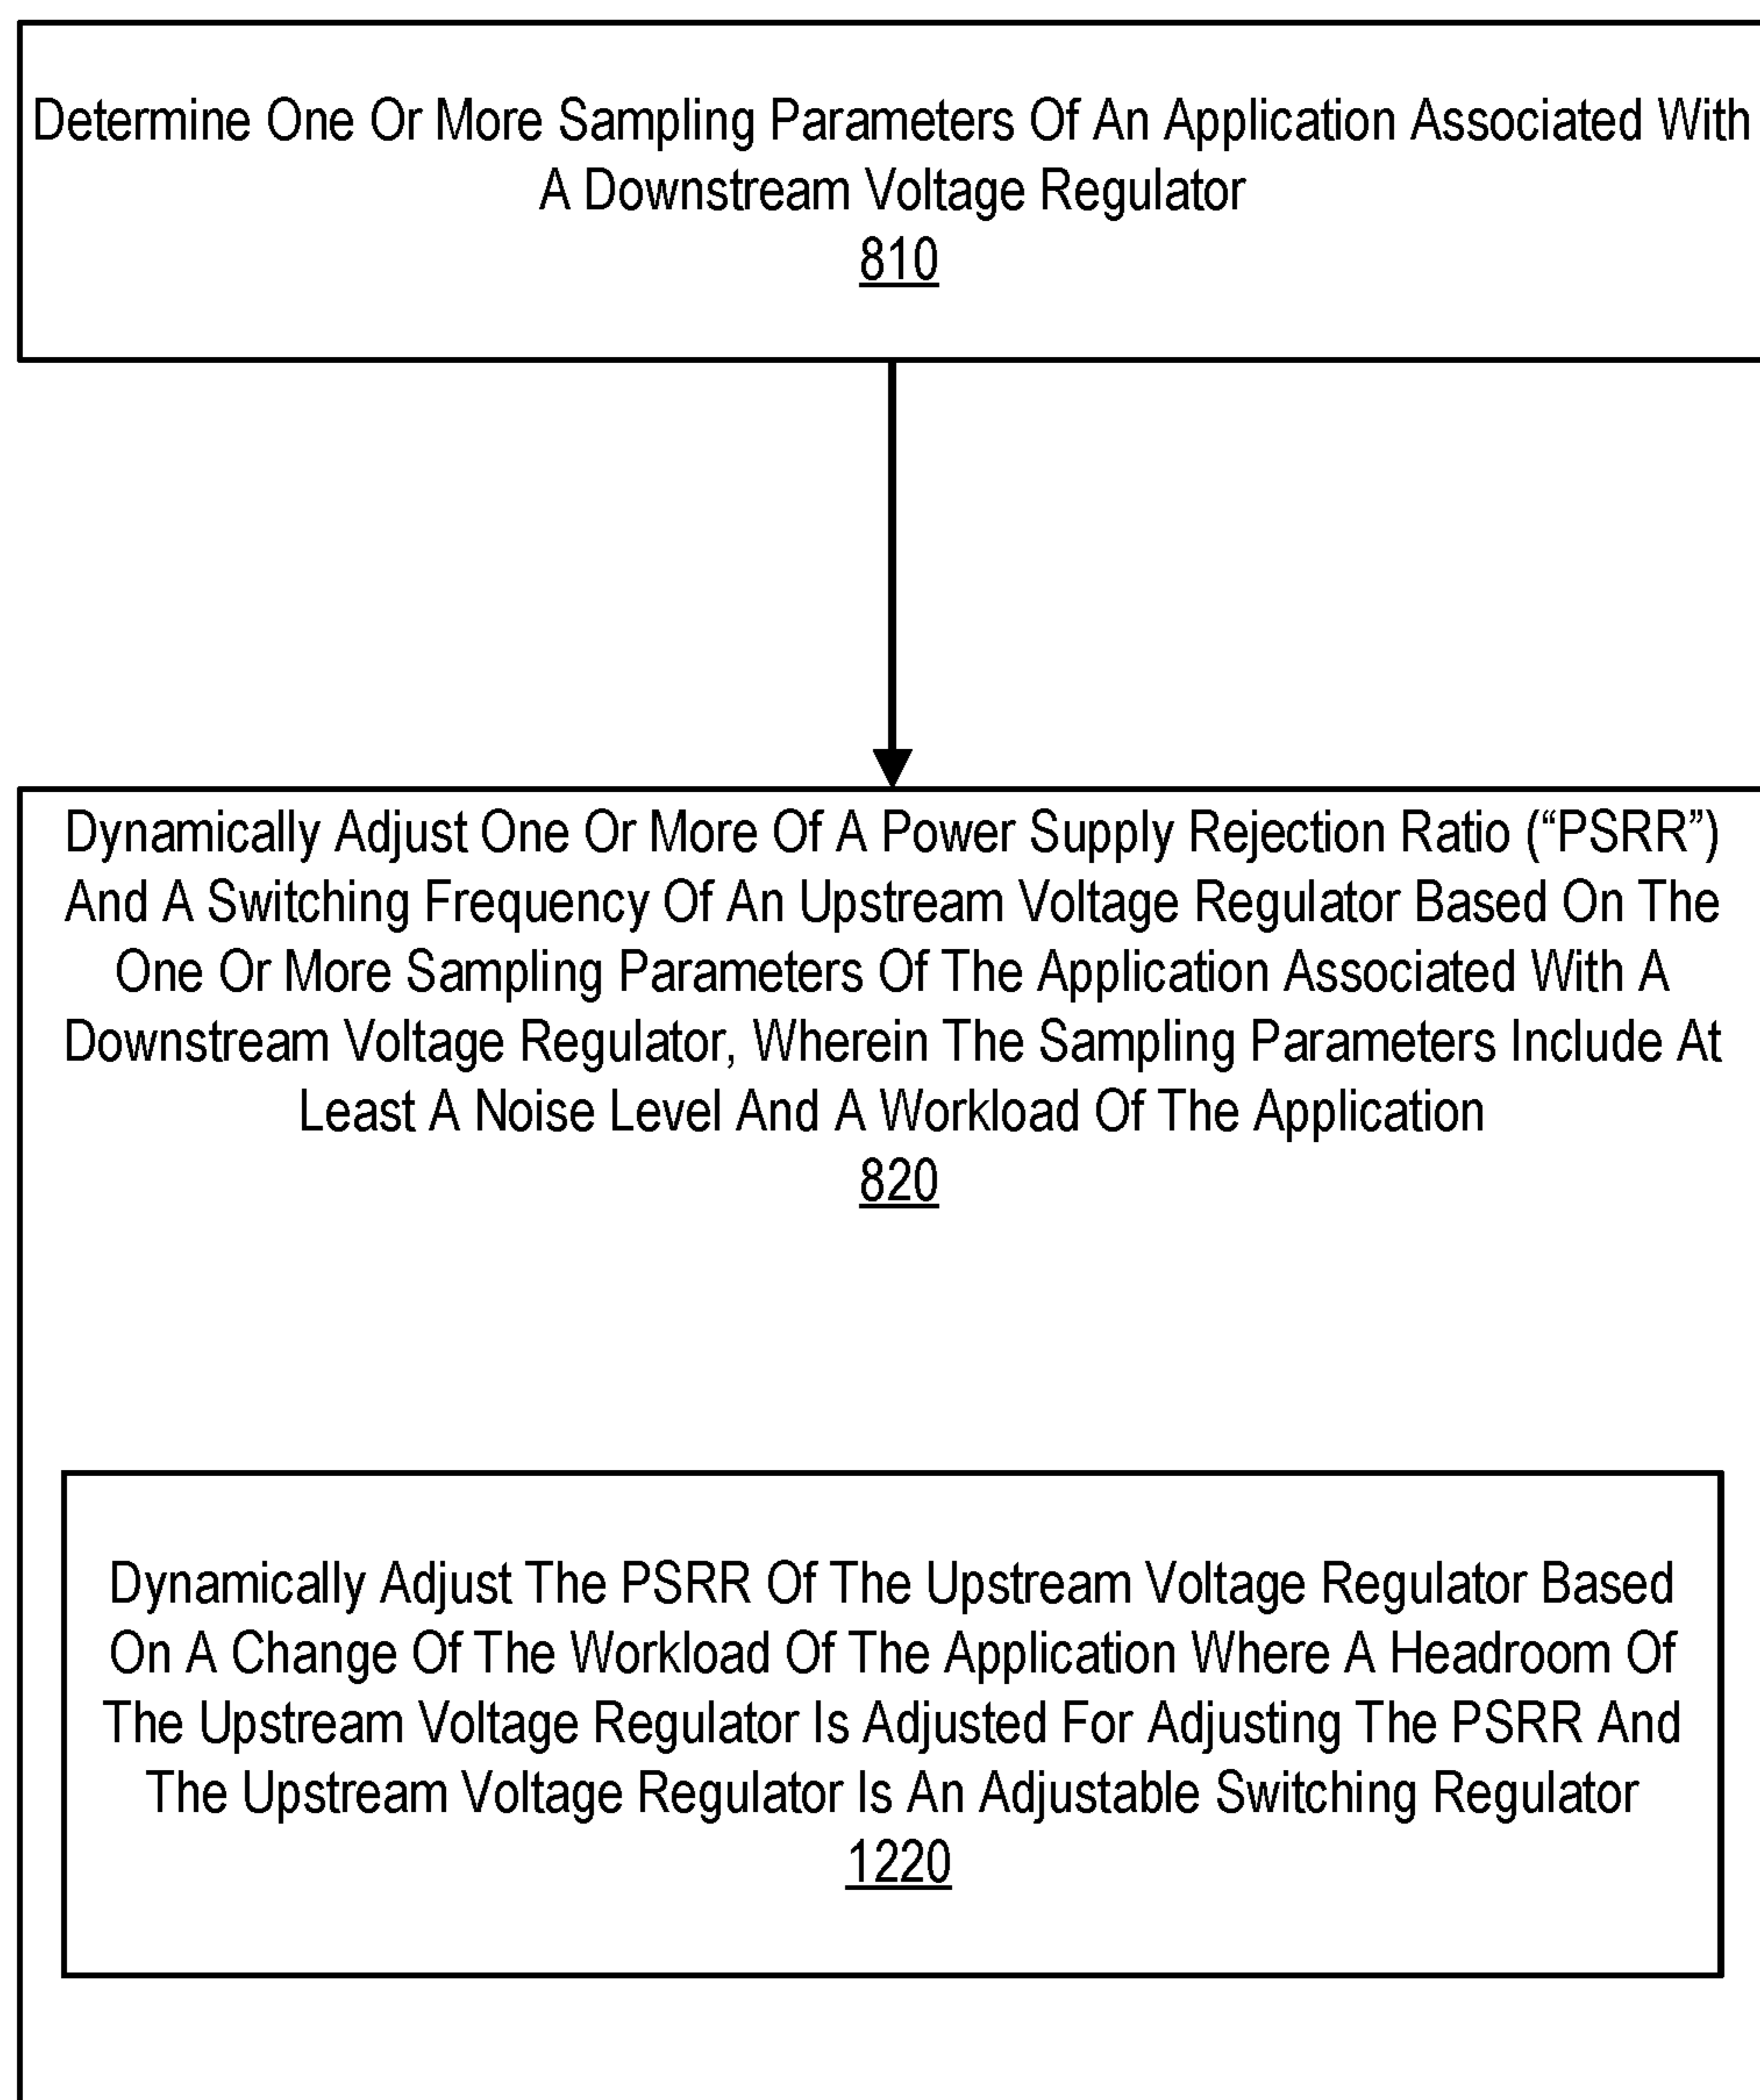 Determine One Or More Sampling Parameters Of An Application Associated With
A Downstream Voltage Regulator
810
Dynamically Adjust One Or More Of A Power Supply Rejection Ratio (“PSRR”)
And A Switching Frequency Of An Upstream Voltage Regulator Based On The
One Or More Sampling Parameters Of The Application Associated With A
Downstream Voltage Regulator, Wherein The Sampling Parameters Include At
Least A Noise Level And A Workload Of The Application
820
Dynamically Adjust The PSRR Of The Upstream Voltage Regulator Based
On A Change Of The Workload Of The Application Where A Headroom Of
The Upstream Voltage Regulator Is Adjusted For Adjusting The PSRR And
The Upstream Voltage Regulator Is An Adjustable Switching Regulator
1220